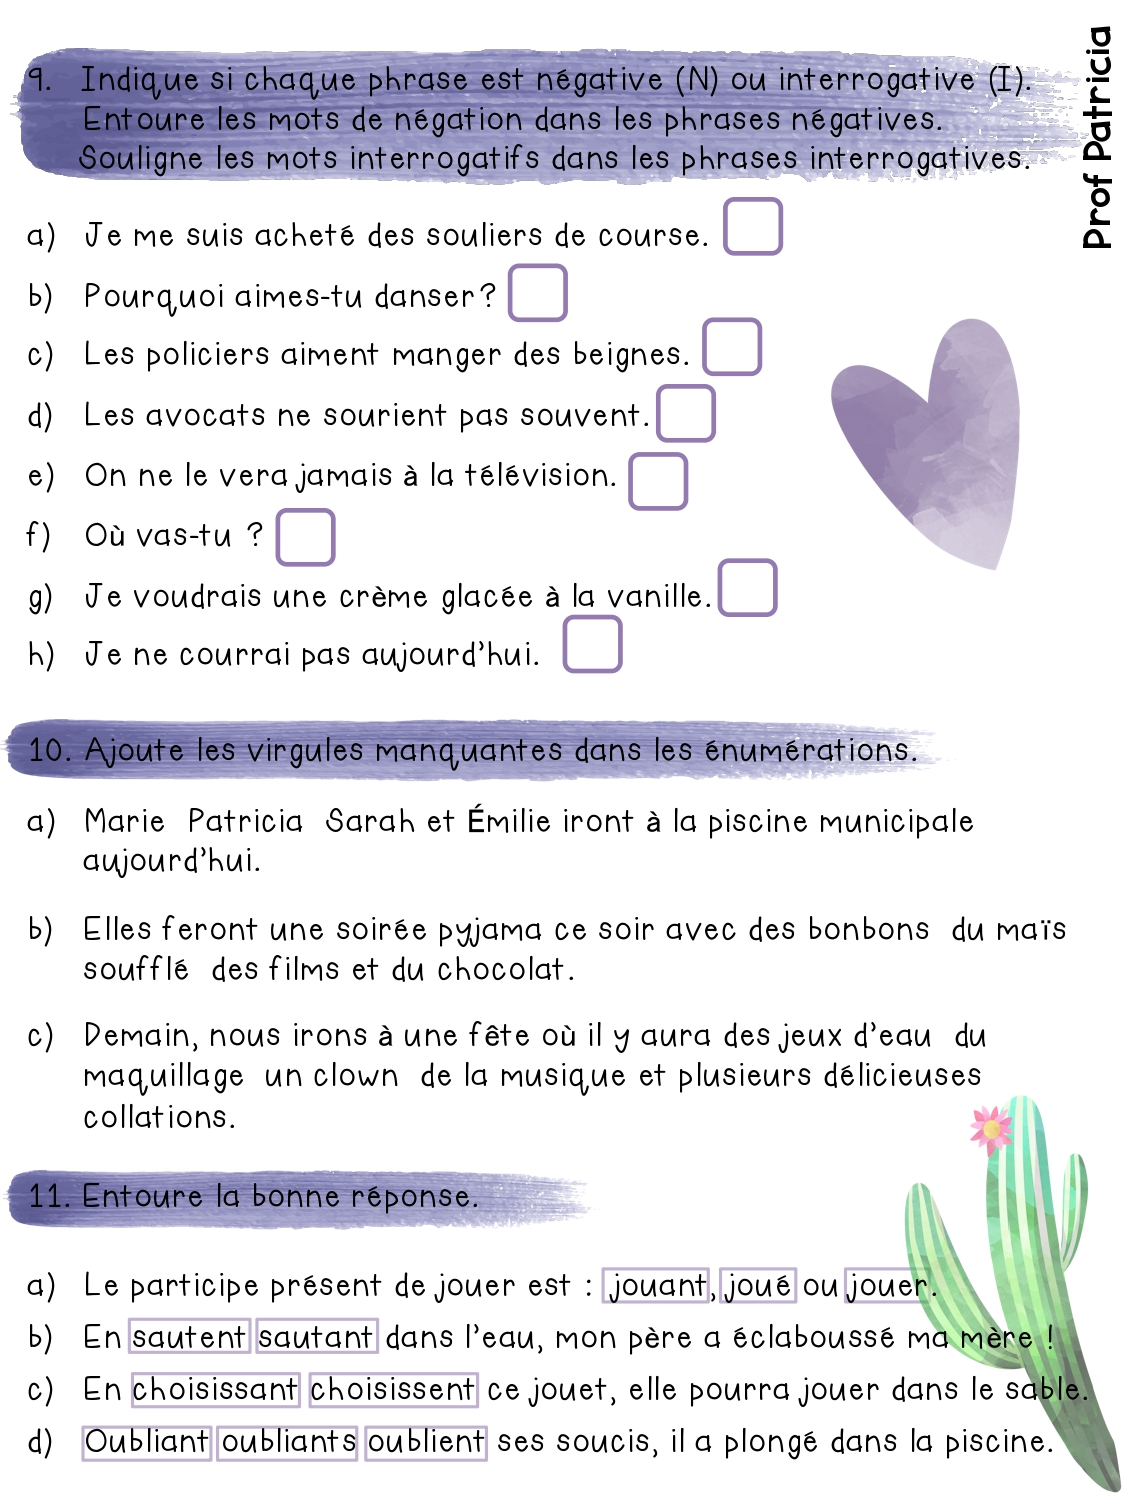 Prof Patricia
9. Indique si chaque phrase est négative (N) ou interrogative (I).
Entoure les mots de négation dans les phrases négatives.
Souligne les mots interrogatifs dans les phrases interrogatives.
a) Je me suis acheté des souliers de course.
b) Pourquoi aimes-tu danser?
c) Les policiers aiment manger des beignes.
d) Les avocats ne sourient pas souvent.
e) On ne le vera jamais à la télévision.
f) Où vas-tu ?
g) Je voudrais une crème glacée à la vanille.
h) Je ne courrai pas aujourd'hui.
10. Ajoute les virgules manquantes dans les énumérations.
a) Marie Patricia Sarah et Émilie iront à la piscine municipale
aujourd'hui.
b) Elles feront une soirée pyjama ce soir avec des bonbons du maïs
soufflé des films et du chocolat.
c) Demain, nous irons à une fête où il y aura des jeux d'eau du
maquillage un clown de la musique et plusieurs délicieuses
collations.
11. Entoure la bonne réponse.
a) Le participe présent de jouer est : jouant, joué ou jouer.
b) En sautent sautant dans l'eau, mon père a éclaboussé ma mère !
c) En choisissant choisissent ce jouet, elle pourra jouer dans le sable.
d) Oubliant oubliants oublient ses soucis, il a plongé dans la piscine.